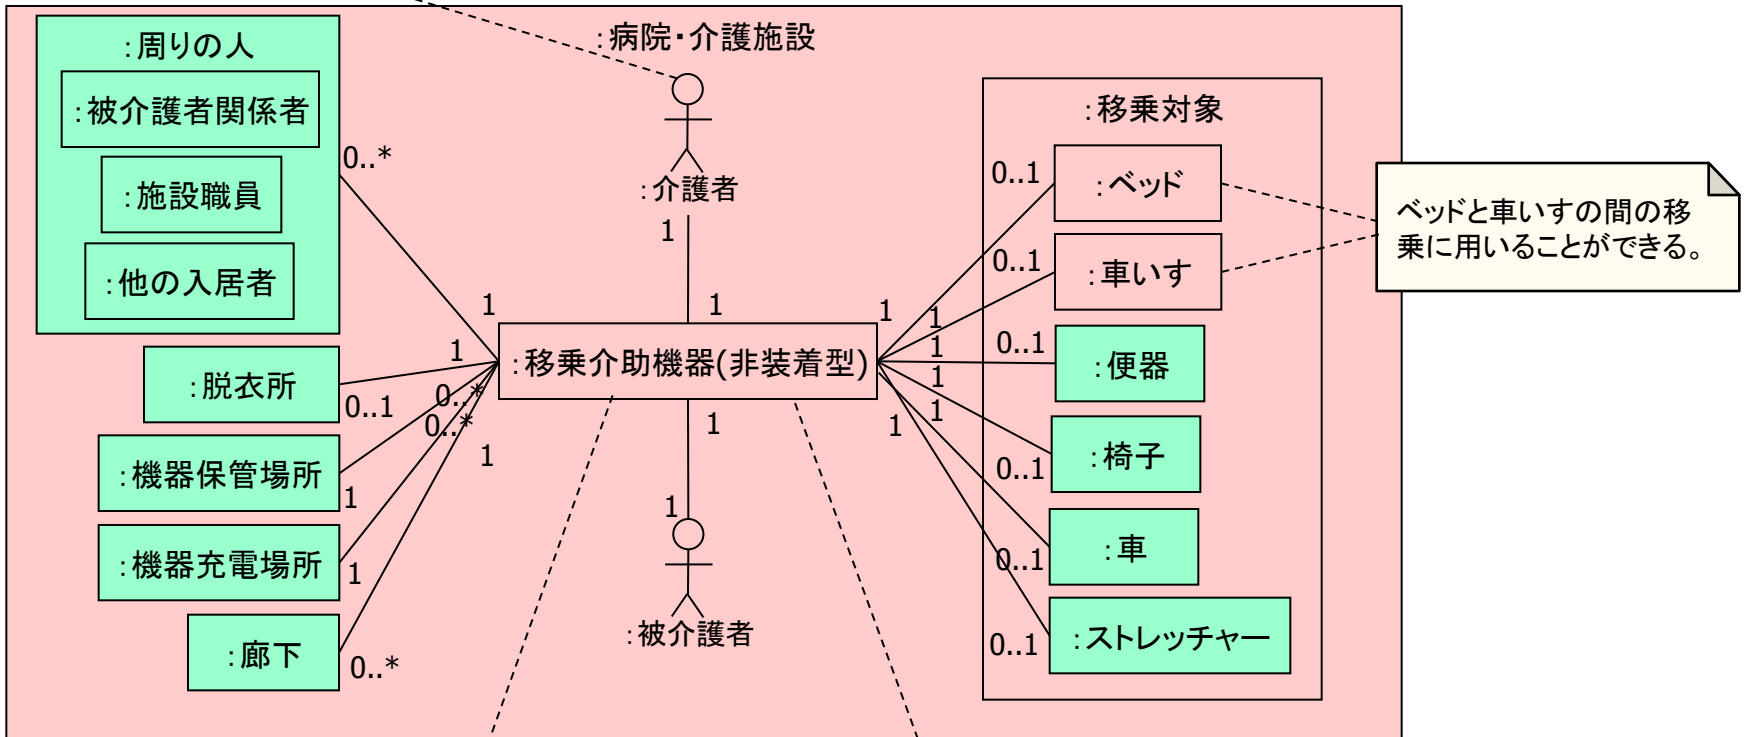 :病院・介護施設
:周りの人
:被介護者関係者
:施設職員
:他の入居者
0..*
1
:脱衣所
1
0..1
:機器保管場所
0..*
1
:機器充電場所
0..*
1
:廊下
1
0..*
:介護者
1
1
:移乗介助機器(非装着型)
1
1
:被介護者
:移乗対象
0..1
:ベッド
1
0..1
:車いす
1
0..1
:便器
1
:椅子
1
0..1
:車
1
0..1
:ストレッチャー
1
0..1
ベッドと車いすの間の移
乗に用いることができる。